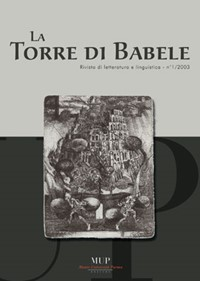 LA
TORRE DI BABELE
Rivista di letteratura e linguistica - n°1/2003
MUP